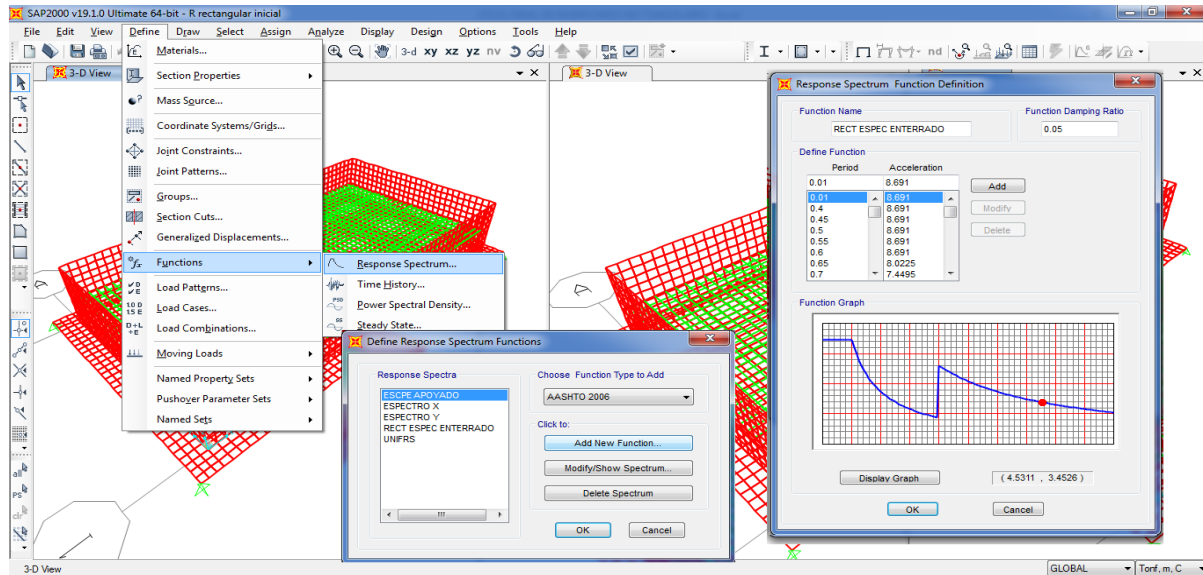 SAP2000 v19.1.0 Ultimate 64-bit - R rectangular inicial
File Edit View Define Draw Select Assign Analyze Display Design Options Tools Help
3-d xy xz yz nv
nd
3-D View
3-D View
Materials...
Section Properties
Mass Source...
Coordinate Systems/Grids...
Joint Constraints...
Joint Patterns...
Groups...
Section Cuts...
Generalized Displacements...
Functions
Load Patterns...
Load Cases...
Load Combinations...
Moving Loads
Named Property Sets
Pushover Parameter Sets
Named Sets
Response Spectrum...
Time History...
Power Spectral Density...
Steady State...
Define Response Spectrum Functions
Response Spectra
ESCPE APOYADO
ESPECTRO X
ESPECTRO Y
RECT ESPEC ENTERRADO
UNIFRS
Choose Function Type to Add
AASHTO 2006
Click to:
Add New Function...
Modify/Show Spectrum...
Delete Spectrum
OK Cancel
Response Spectrum Function Definition
Function Name
RECT ESPEC ENTERRADO
Function Damping Ratio
0.05
Define Function
Period Acceleration
0.01 8.691
0.01 8.691
0.4 8.691
0.45 8.691
0.5 8.691
0.55 8.691
0.6 8.691
0.65 8.0225
0.7 7.4495
Add
Modify
Delete
Function Graph
Display Graph
(4.5311 , 3.4526 )
OK Cancel
all
PS
clr
3-D View
GLOBAL
Tonf, m, C